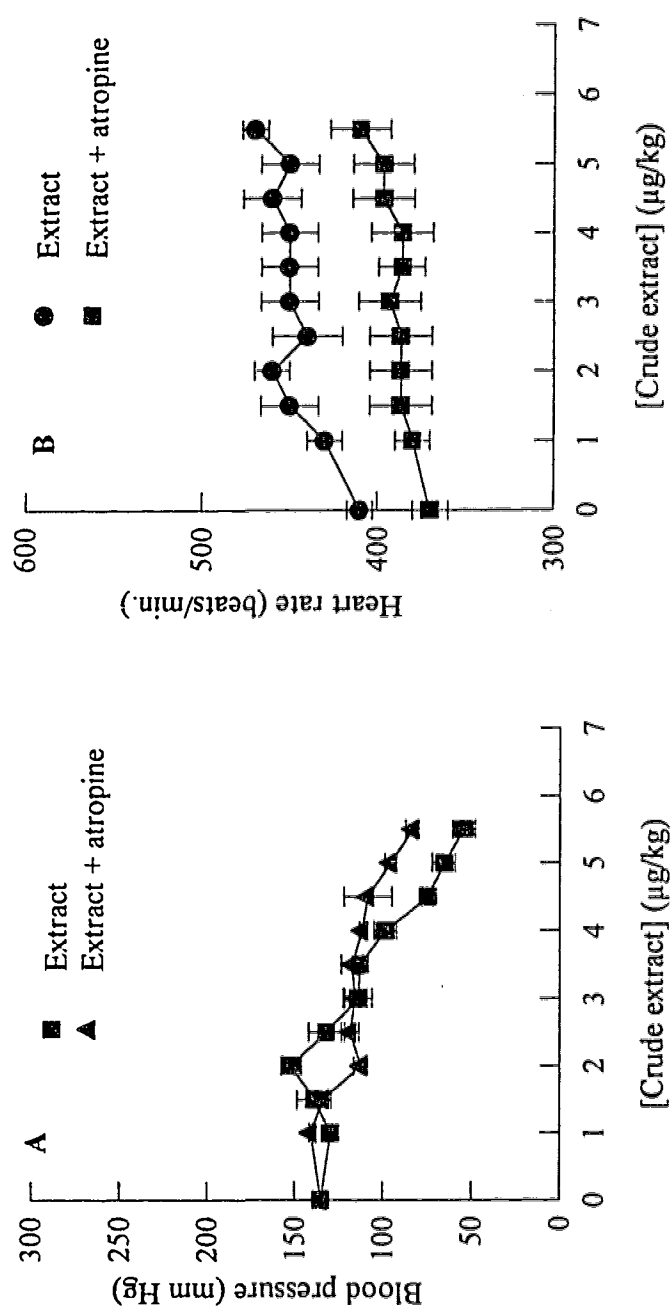 A
Extract
Extract + atropine
Blood pressure (mm Hg)
300
200
150
100
50
0
0 1 2 3 4 5 6 7
[Crude extract] (µg/kg)
B
Extract
Extract + atropine
Heart rate (beats/min.)
600
500
400
300
0 1 2 3 4 5 6 7
[Crude extract] (µg/kg)